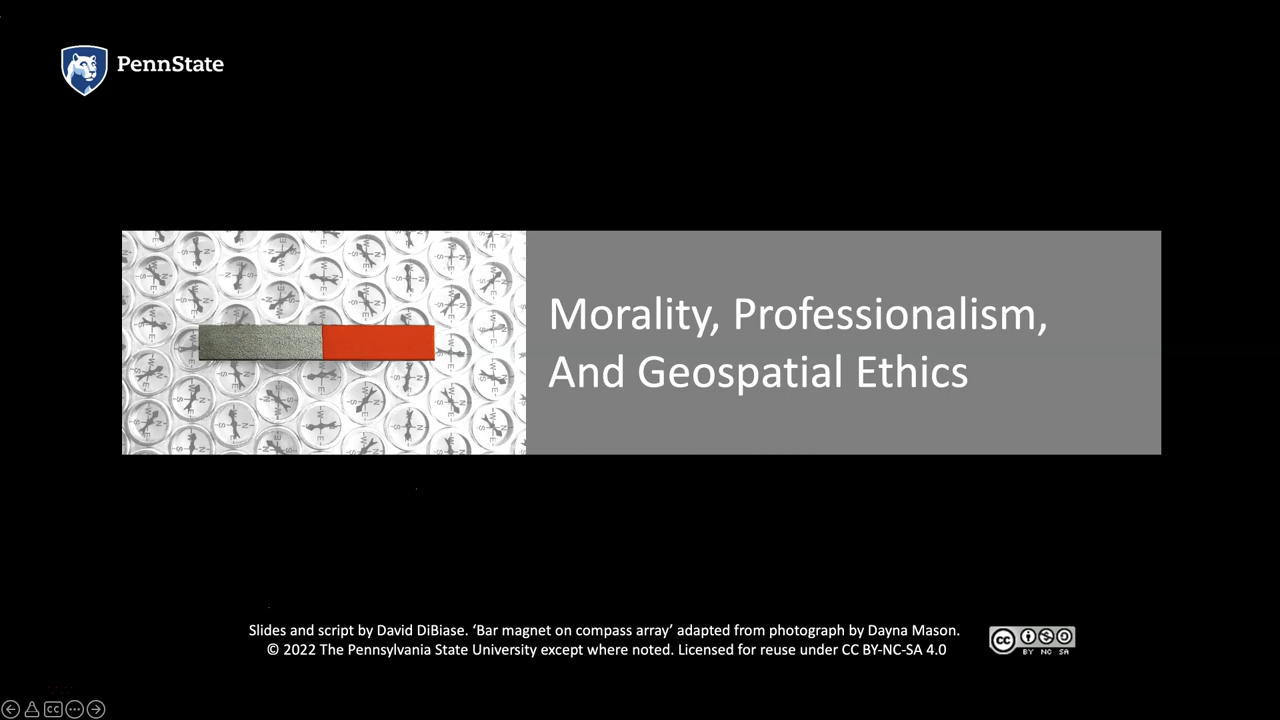 PennState
Morality, Professionalism,
And Geospatial Ethics
Slides and script by David DiBiase. ‘Bar magnet on compass array’ adapted from photograph by Dayna Mason.
© 2022 The Pennsylvania State University except where noted. Licensed for reuse under CC BY-NC-SA 4.0
cc
BY NC SA
CC